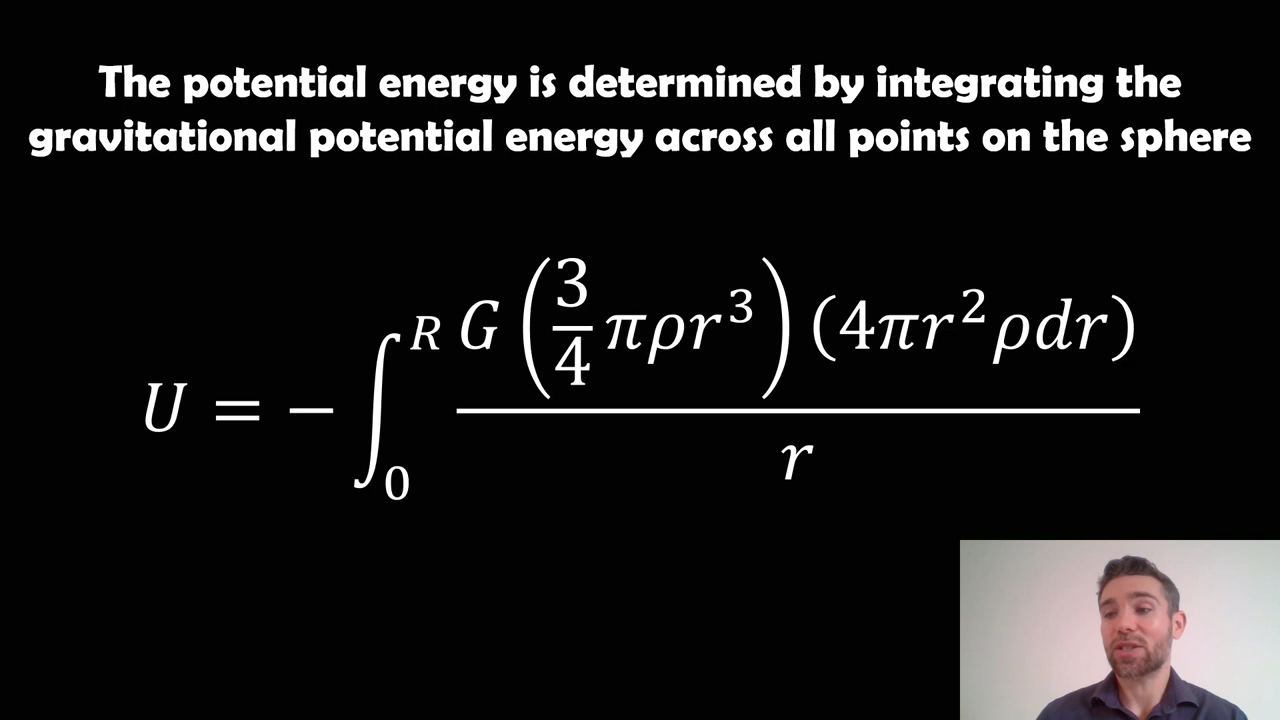 The potential energy is determined by integrating the
gravitational potential energy across all points on the sphere
U = − ∫₀ᴿ G (3/4 πρr³) (4πr²ρdr) / r